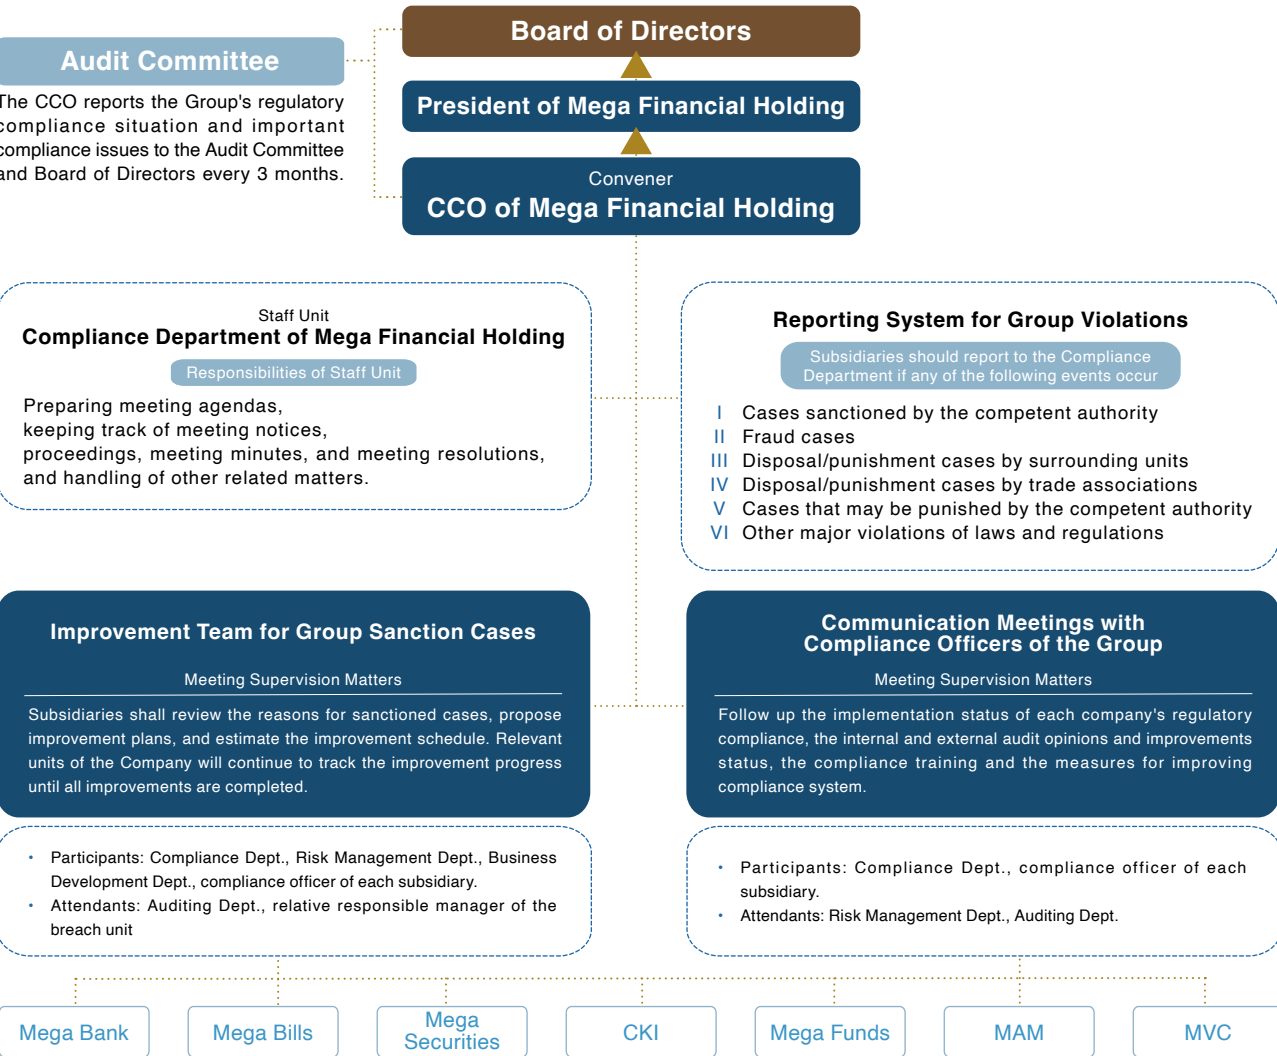 Board of Directors
Audit Committee
The CCO reports the Group's regulatory
compliance situation and important
compliance issues to the Audit Committee
and Board of Directors every 3 months.
President of Mega Financial Holding
Convener
CCO of Mega Financial Holding
Staff Unit
Compliance Department of Mega Financial Holding
Responsibilities of Staff Unit
Preparing meeting agendas,
keeping track of meeting notices,
proceedings, meeting minutes, and meeting resolutions,
and handling of other related matters.
Reporting System for Group Violations
Subsidiaries should report to the Compliance
Department if any of the following events occur
I Cases sanctioned by the competent authority
II Fraud cases
III Disposal/punishment cases by surrounding units
IV Disposal/punishment cases by trade associations
V Cases that may be punished by the competent authority
VI Other major violations of laws and regulations
Improvement Team for Group Sanction Cases
Meeting Supervision Matters
Subsidiaries shall review the reasons for sanctioned cases, propose
improvement plans, and estimate the improvement schedule. Relevant
units of the Company will continue to track the improvement progress
until all improvements are completed.
• Participants: Compliance Dept., Risk Management Dept., Business
Development Dept., compliance officer of each subsidiary.
• Attendants: Auditing Dept., relative responsible manager of the
breach unit
Communication Meetings with
Compliance Officers of the Group
Meeting Supervision Matters
Follow up the implementation status of each company's regulatory
compliance, the internal and external audit opinions and improvements
status, the compliance training and the measures for improving
compliance system.
• Participants: Compliance Dept., compliance officer of each
subsidiary.
• Attendants: Risk Management Dept., Auditing Dept.
Mega Bank
Mega Bills
Mega
Securities
CKI
Mega Funds
MAM
MVC